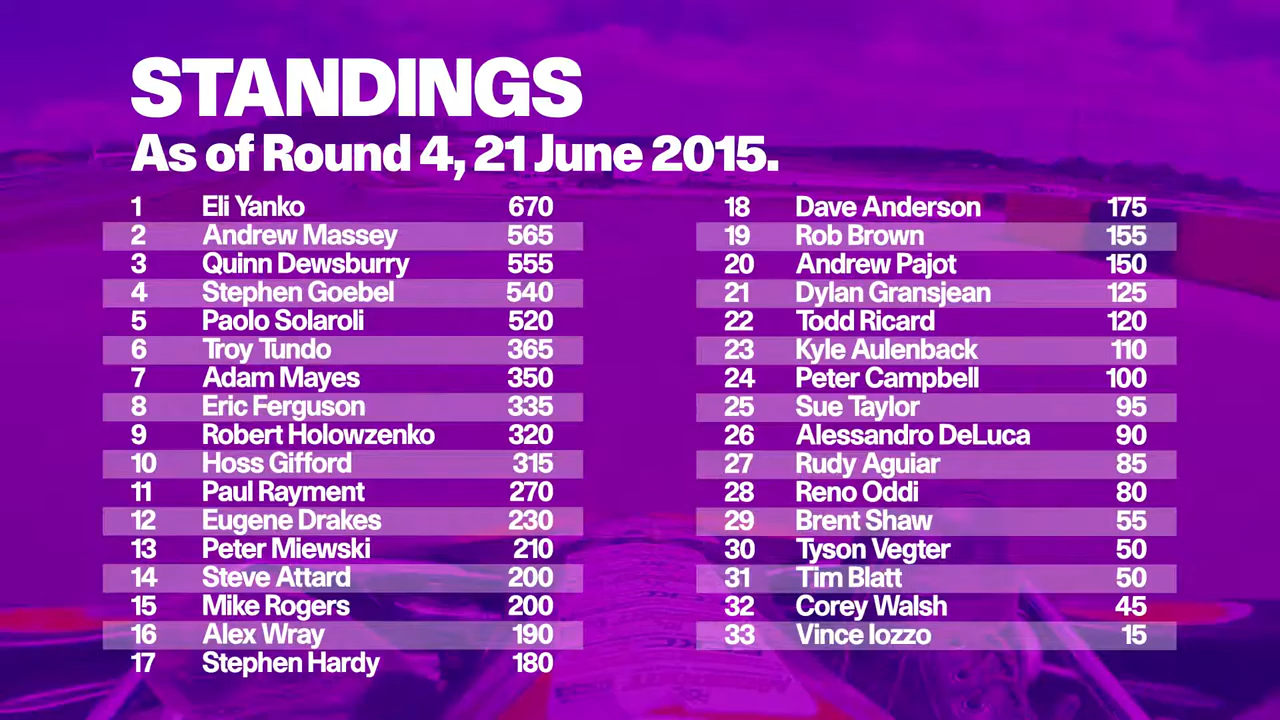 STANDINGS
As of Round 4, 21 June 2015.
1 Eli Yanko 670
2 Andrew Massey 565
3 Quinn Dewsburry 555
4 Stephen Goebel 540
5 Paolo Solaroli 520
6 Troy Tundo 365
7 Adam Mayes 350
8 Eric Ferguson 335
9 Robert Holowzenko 320
10 Hoss Gifford 315
11 Paul Rayment 270
12 Eugene Drakes 230
13 Peter Miewski 210
14 Steve Attard 200
15 Mike Rogers 200
16 Alex Wray 190
17 Stephen Hardy 180
18 Dave Anderson 175
19 Rob Brown 155
20 Andrew Pajot 150
21 Dylan Gransjean 125
22 Todd Ricard 120
23 Kyle Aulenback 110
24 Peter Campbell 100
25 Sue Taylor 95
26 Alessandro DeLuca 90
27 Rudy Aguiar 85
28 Reno Oddi 80
29 Brent Shaw 55
30 Tyson Vegter 50
31 Tim Blatt 50
32 Corey Walsh 45
33 Vince Iozzo 15